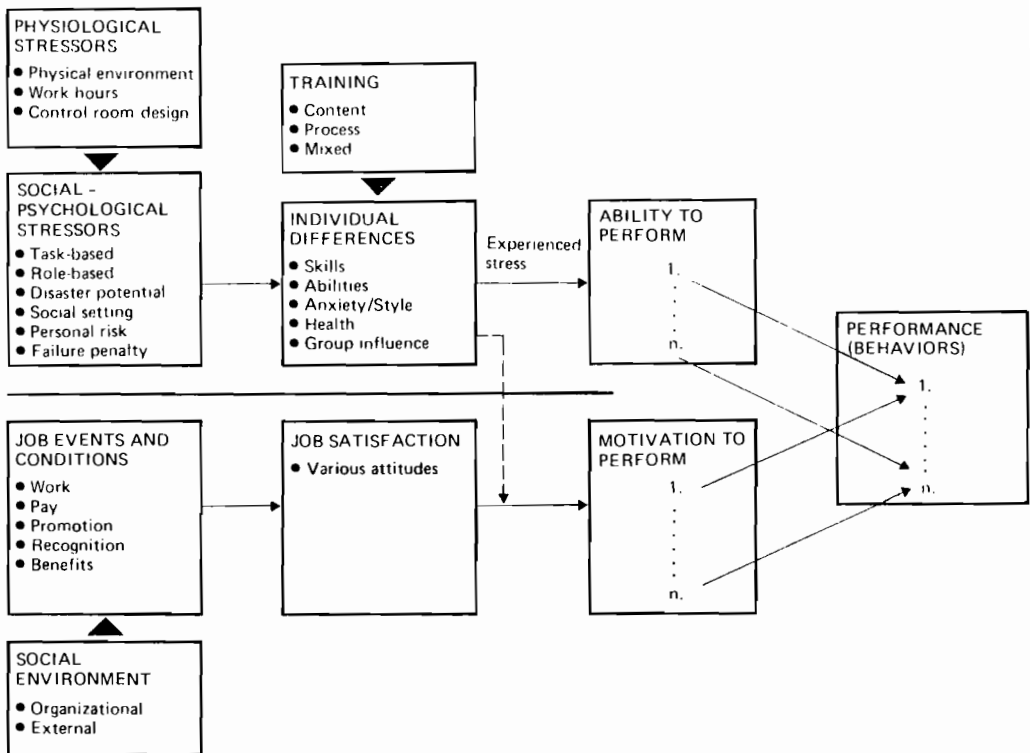 PHYSIOLOGICAL
STRESSORS
● Physical environment
● Work hours
● Control room design
SOCIAL -
PSYCHOLOGICAL
STRESSORS
● Task-based
● Role-based
● Disaster potential
● Social setting
● Personal risk
● Failure penalty
TRAINING
● Content
● Process
● Mixed
INDIVIDUAL
DIFFERENCES
● Skills
● Abilities
● Anxiety/Style
● Health
● Group influence
Experienced
stress
ABILITY TO
PERFORM
1.
n.
JOB EVENTS AND
CONDITIONS
● Work
● Pay
● Promotion
● Recognition
● Benefits
SOCIAL
ENVIRONMENT
● Organizational
● External
JOB SATISFACTION
● Various attitudes
MOTIVATION TO
PERFORM
1.
n.
PERFORMANCE
(BEHAVIORS)
1.
n.